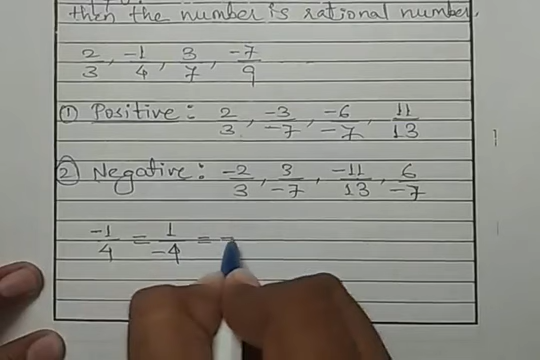 then the number is rational number.
2/3, -1/4, 3/7, -7/9
① Positive: 2/3, -3/-7, -6/-7, 11/13
② Negative: -2/3, 3/-7, -11/13, 6/-7
-1/4 = 1/-4 = -